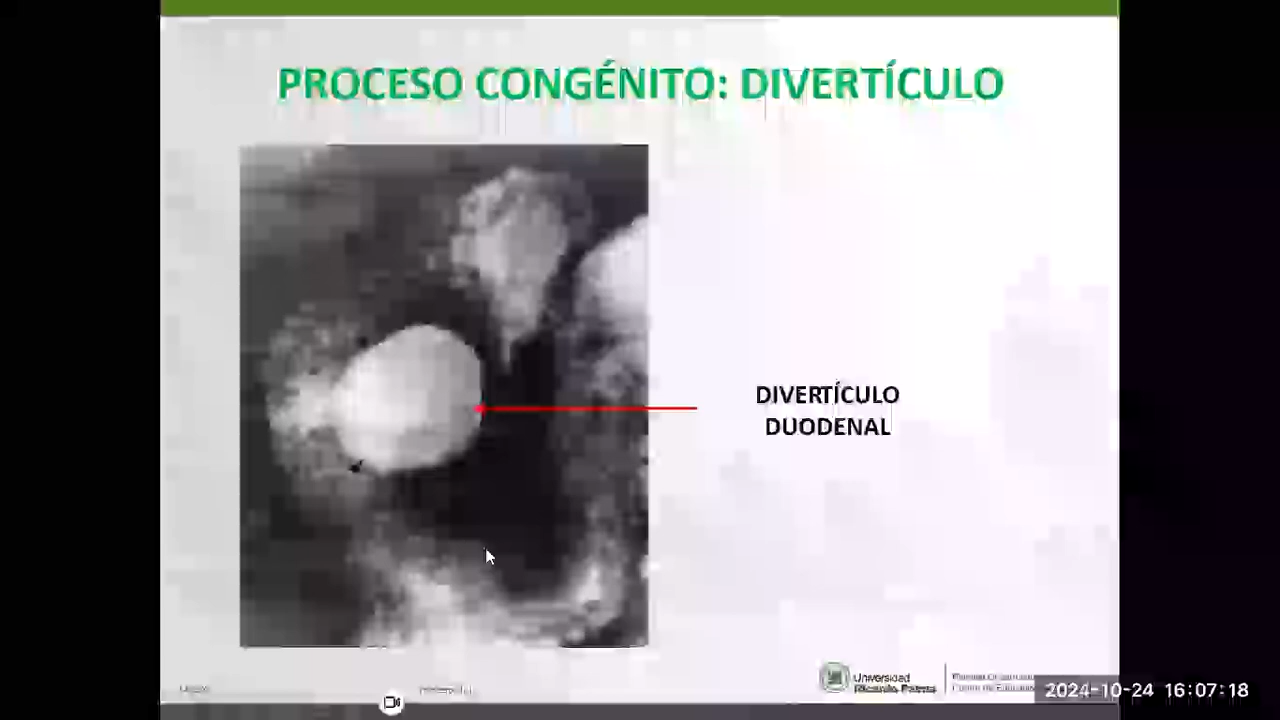 PROCESO CONGÉNITO: DIVERTÍCULO
DIVERTÍCULO
DUODENAL
Universidad
Ricardo Palma
2024-10-24 16:07:18